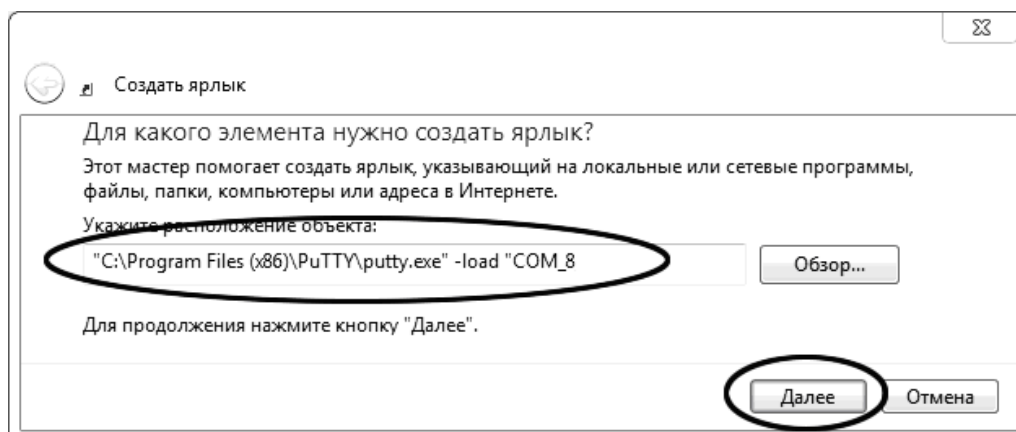 Создать ярлык
Для какого элемента нужно создать ярлык?
Этот мастер помогает создать ярлык, указывающий на локальные или сетевые программы,
файлы, папки, компьютеры или адреса в Интернете.
Укажите расположение объекта:
"C:\Program Files (x86)\PuTTY\putty.exe" -load "COM_8
Обзор...
Для продолжения нажмите кнопку "Далее".
Далее
Отмена